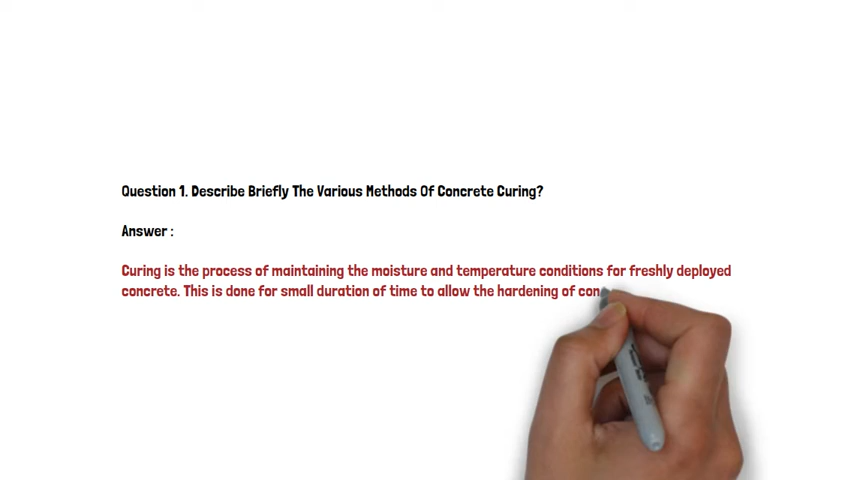 Question 1. Describe Briefly The Various Methods Of Concrete Curing?
Answer :
Curing is the process of maintaining the moisture and temperature conditions for freshly deployed
concrete. This is done for small duration of time to allow the hardening of con